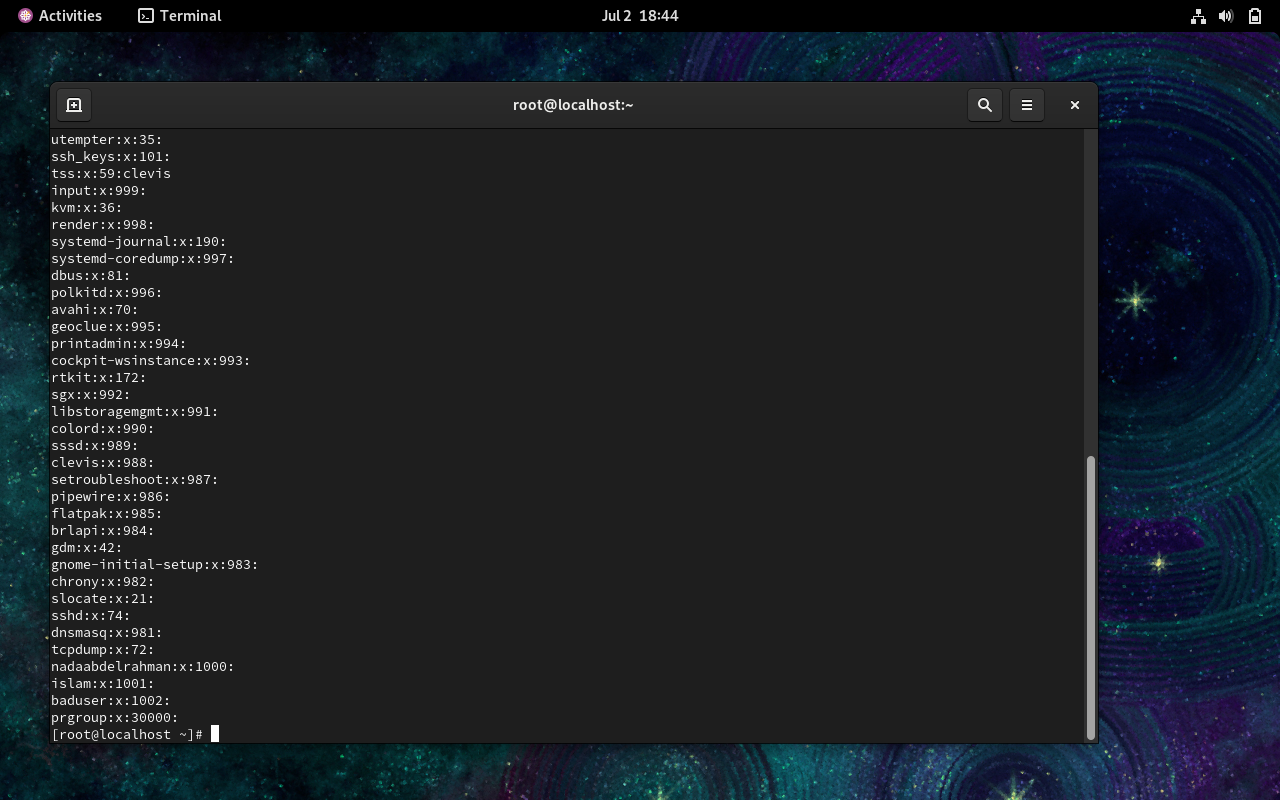 Activities
Terminal
Jul 2 18:44
root@localhost:~
utempter:x:35:
ssh_keys:x:101:
tss:x:59:clevis
input:x:999:
kvm:x:36:
render:x:998:
systemd-journal:x:190:
systemd-coredump:x:997:
dbus:x:81:
polkitd:x:996:
avahi:x:70:
geoclue:x:995:
printadmin:x:994:
cockpit-wsinstance:x:993:
rtkit:x:172:
sgx:x:992:
libstoragemgmt:x:991:
colord:x:990:
sssd:x:989:
clevis:x:988:
setroubleshoot:x:987:
pipewire:x:986:
flatpak:x:985:
brlapi:x:984:
gdm:x:42:
gnome-initial-setup:x:983:
chrony:x:982:
slocate:x:21:
sshd:x:74:
dnsmasq:x:981:
tcpdump:x:72:
nadaabdelrahman:x:1000:
islam:x:1001:
baduser:x:1002:
prgroup:x:30000:
[root@localhost ~]#